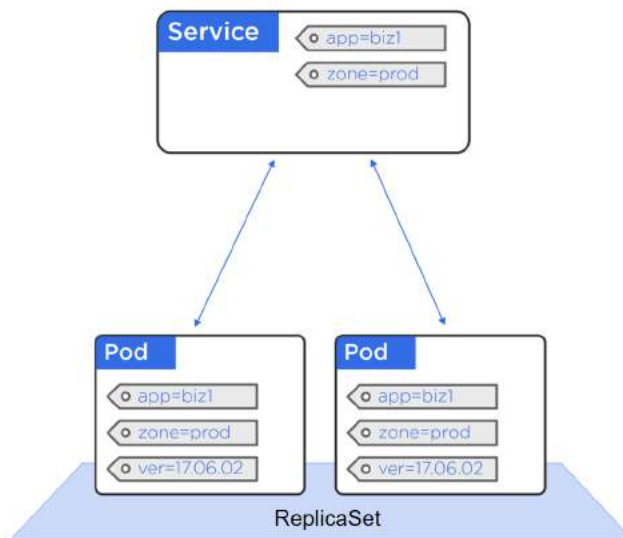 Service
app=biz1
zone=prod
Pod
app=biz1
zone=prod
ver=17.06.02
Pod
app=biz1
zone=prod
ver=17.06.02
ReplicaSet